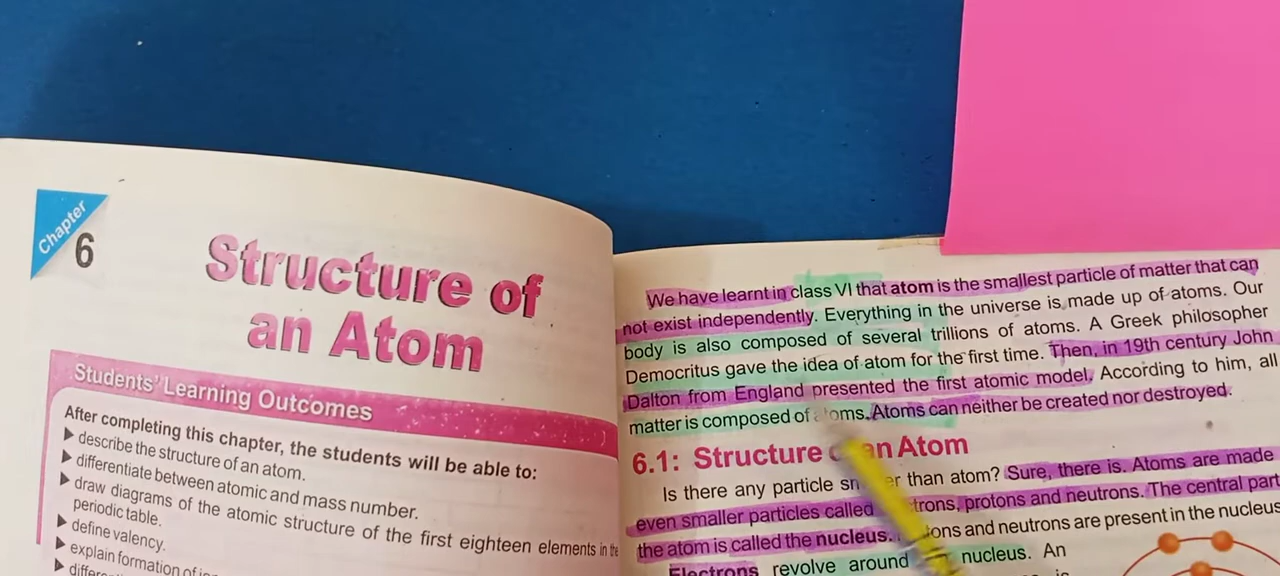 Chapter
6
Structure of
an Atom
Students' Learning Outcomes
After completing this chapter, the students will be able to:
describe the structure of an atom.
differentiate between atomic and mass number.
draw diagrams of the atomic structure of the first eighteen elements in the
periodic table.
define valency.
explain formation of
We have learnt in class VI that atom is the smallest particle of matter that can
not exist independently. Everything in the universe is made up of atoms. Our
body is also composed of several trillions of atoms. A Greek philosopher
Democritus gave the idea of atom for the first time. Then, in 19th century John
Dalton from England presented the first atomic model. According to him, all
matter is composed of atoms. Atoms can neither be created nor destroyed.
6.1: Structure an Atom
Is there any particle than atom? Sure, there is. Atoms are made
even smaller particles called protons and neutrons. The central part
the atom is called the nucleus. and neutrons are present in the nucleus
Electrons revolve around nucleus. An
is